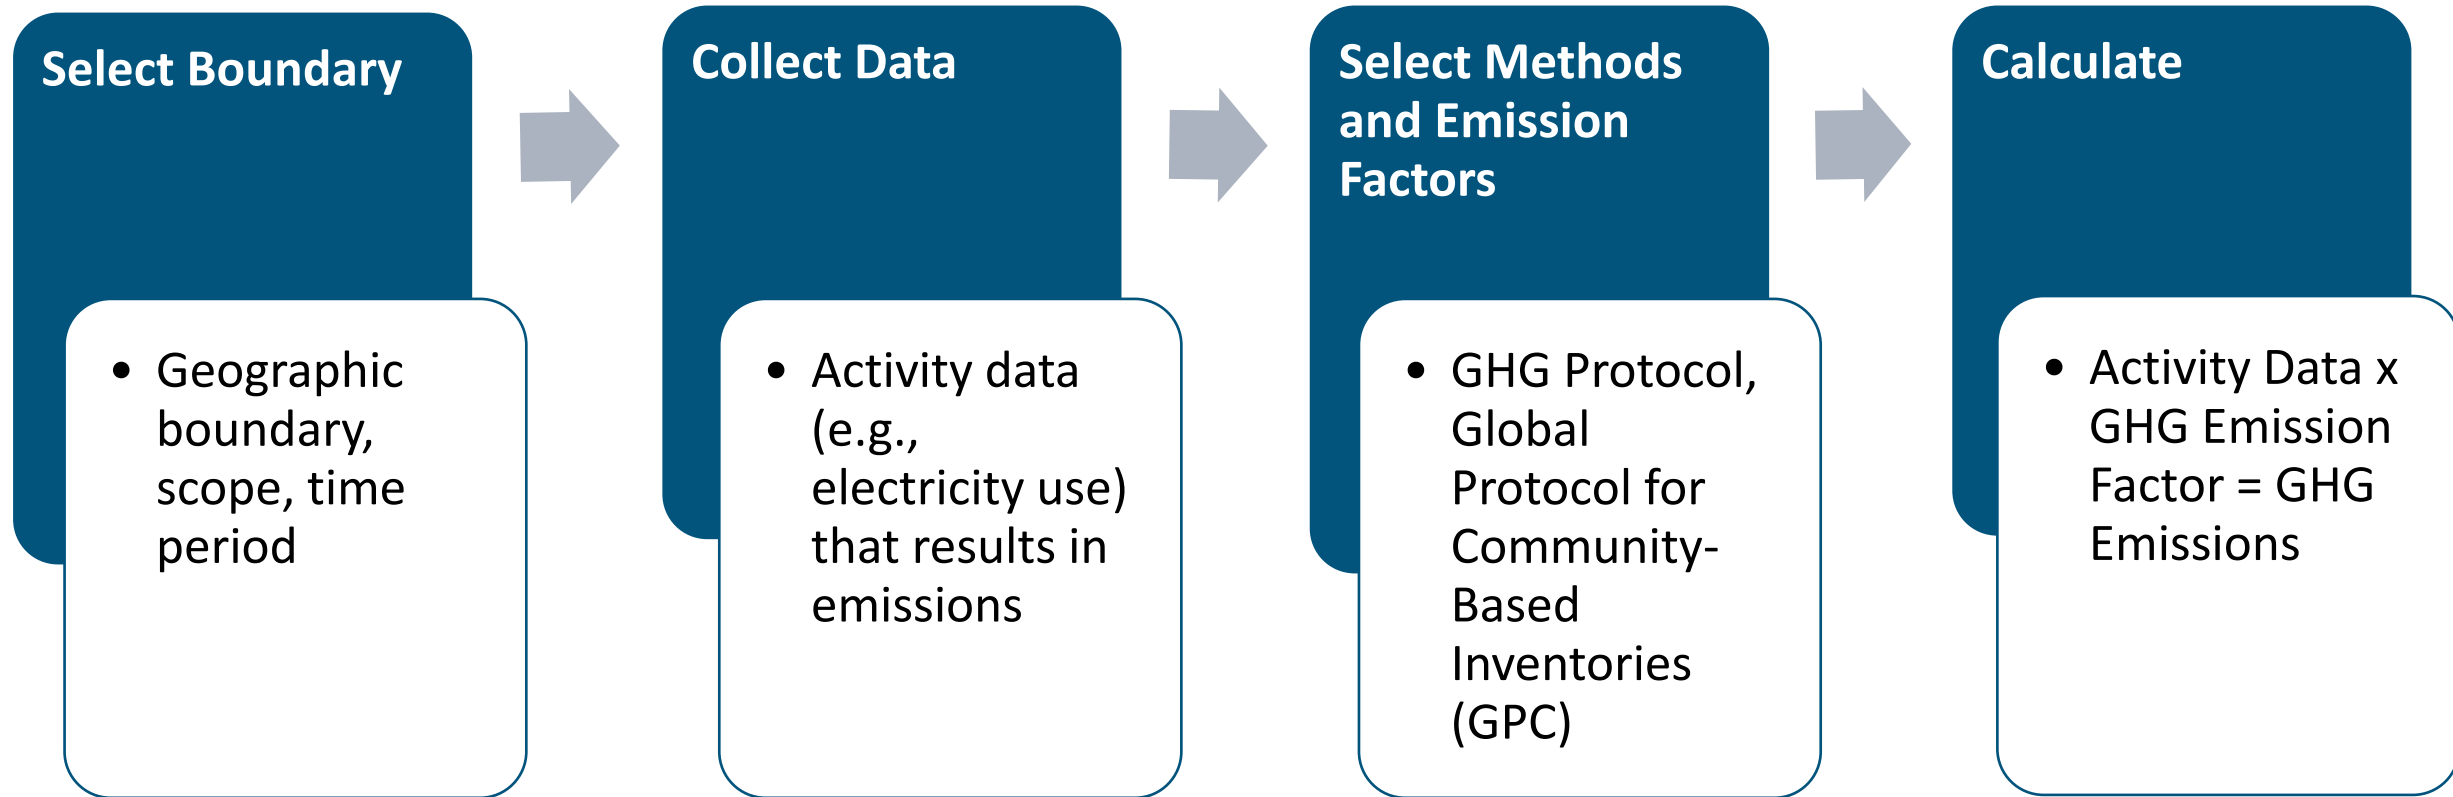 Select Boundary
• Geographic
boundary,
scope, time
period
Collect Data
• Activity data
(e.g.,
electricity use)
that results in
emissions
Select Methods
and Emission
Factors
• GHG Protocol,
Global
Protocol for
Community-
Based
Inventories
(GPC)
Calculate
• Activity Data x
GHG Emission
Factor = GHG
Emissions